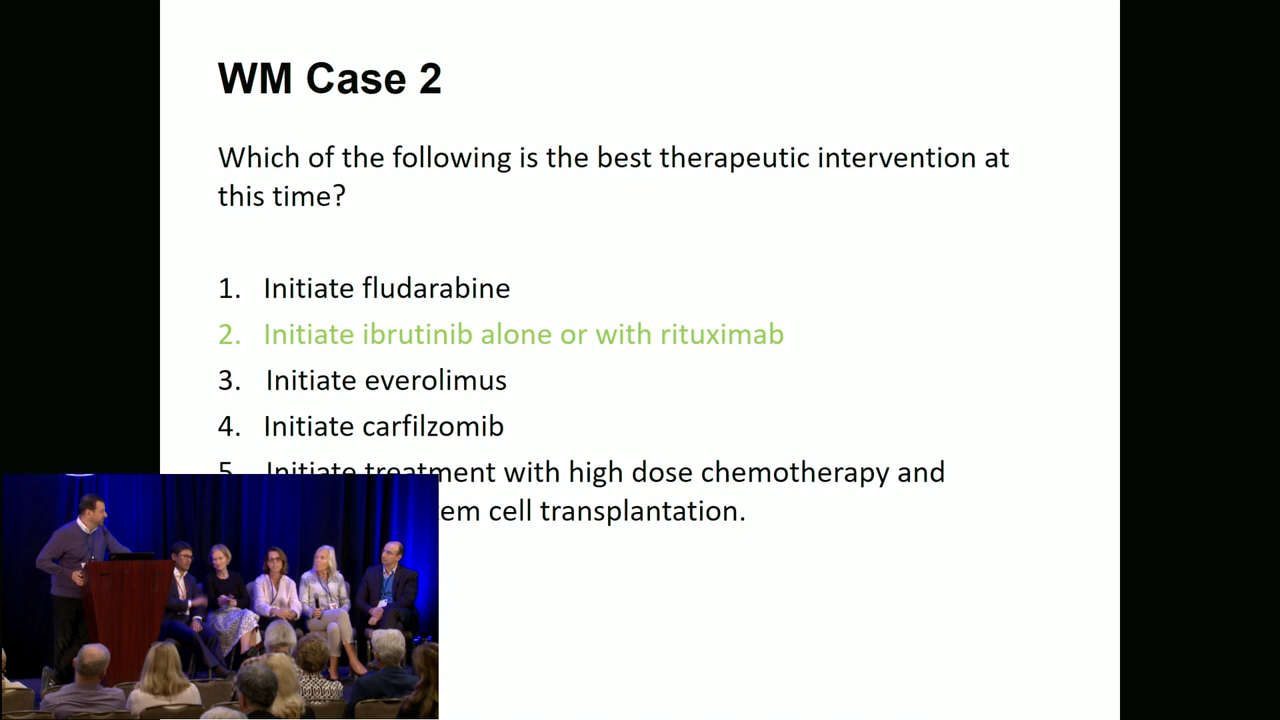 WM Case 2
Which of the following is the best therapeutic intervention at
this time?
1. Initiate fludarabine
2. Initiate ibrutinib alone or with rituximab
3. Initiate everolimus
4. Initiate carfilzomib
5. Initiate treatment with high dose chemotherapy and
cell transplantation.